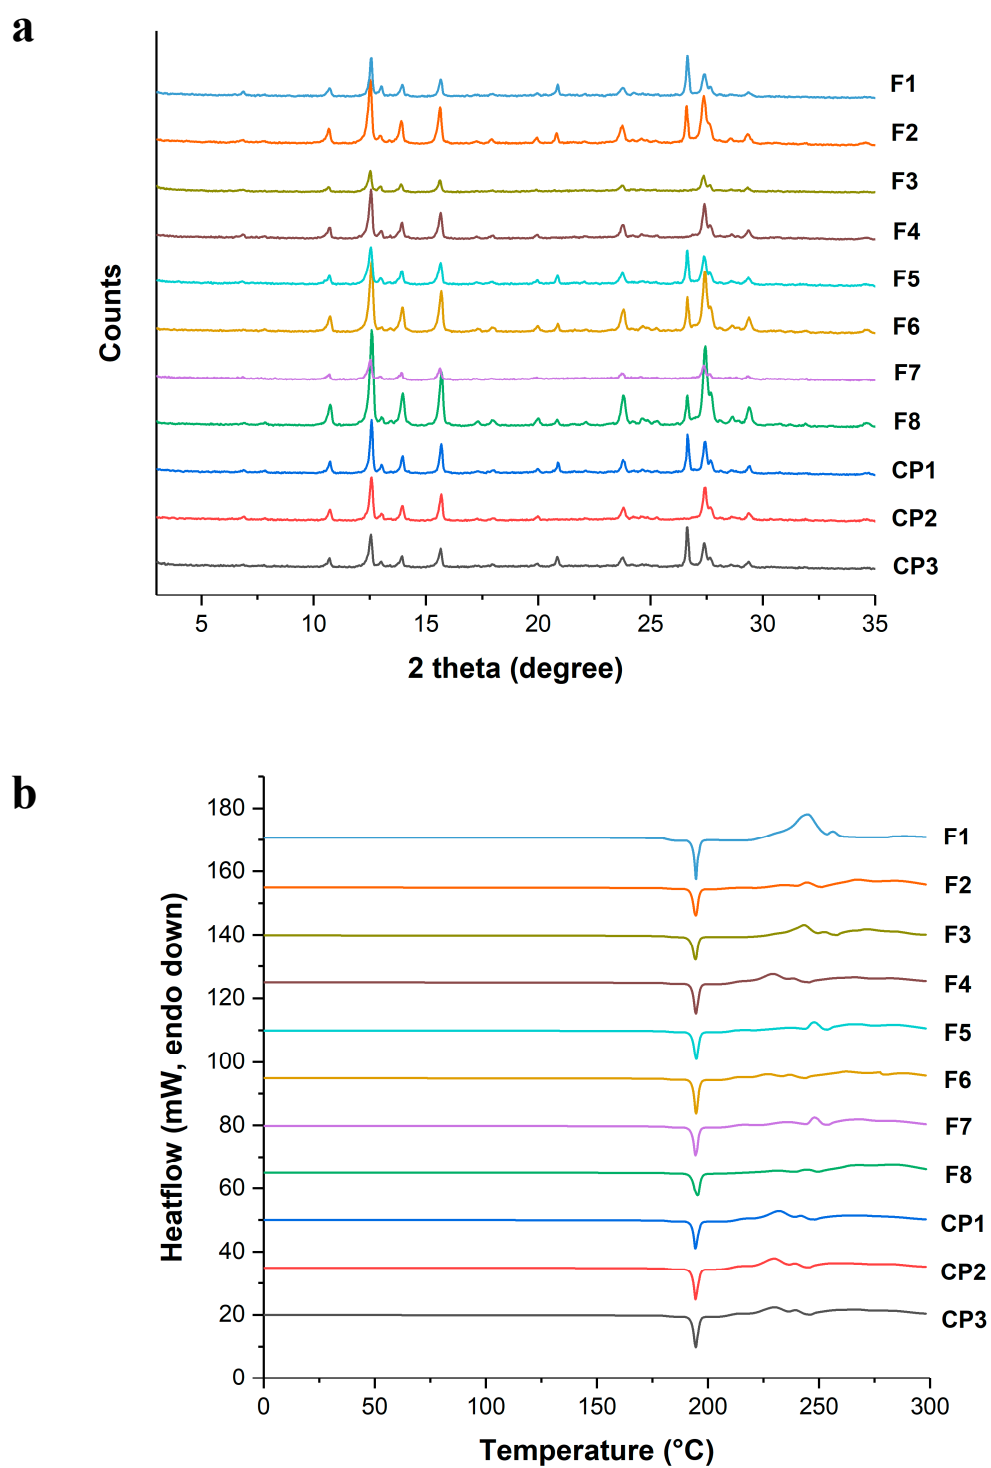 a
F1
F2
F3
F4
F5
F6
F7
F8
CP1
CP2
CP3
Counts
5 10 15 20 25 30 35
2 theta (degree)
b
180
160
140
120
100
80
60
40
20
0
F1
F2
F3
F4
F5
F6
F7
F8
CP1
CP2
CP3
Heatflow (mW, endo down)
0 50 100 150 200 250 300
Temperature (°C)